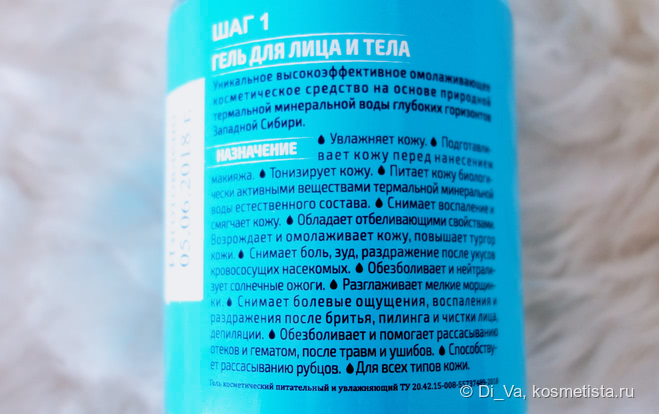 ШАГ 1
ГЕЛЬ ДЛЯ ЛИЦА И ТЕЛА
Уникальное высокоэффективное омолаживающее
косметическое средство на основе природной
термальной минеральной воды глубоких горизонтов
Западной Сибири.
НАЗНАЧЕНИЕ
Увлажняет кожу. Подготавли-
вает кожу перед нанесением
макияжа. Тонизирует кожу. Питает кожу биологи-
чески активными веществами термальной минеральной
воды естественного состава. Снимает воспаление и
смягчает кожу. Обладает отбеливающими свойствами.
Возрождает и омолаживает кожу, повышает тургор
кожи. Снимает боль, зуд, раздражение после укусов
кровососущих насекомых. Обезболивает и нейтрали-
зует солнечные ожоги. Разглаживает мелкие морщин-
ки. Снимает болевые ощущения, воспаления и
раздражения после бритья, пилинга и чистки лица,
депиляции. Обезболивает и помогает рассасыванию
отеков и гематом, после травм и ушибов. Способству-
ет рассасыванию рубцов. Для всех типов кожи.
Гель косметический питательный и увлажняющий ТУ 20.42.15-008-55737486-2018
05.06.2018 г.
© Di_Va, kosmetista.ru